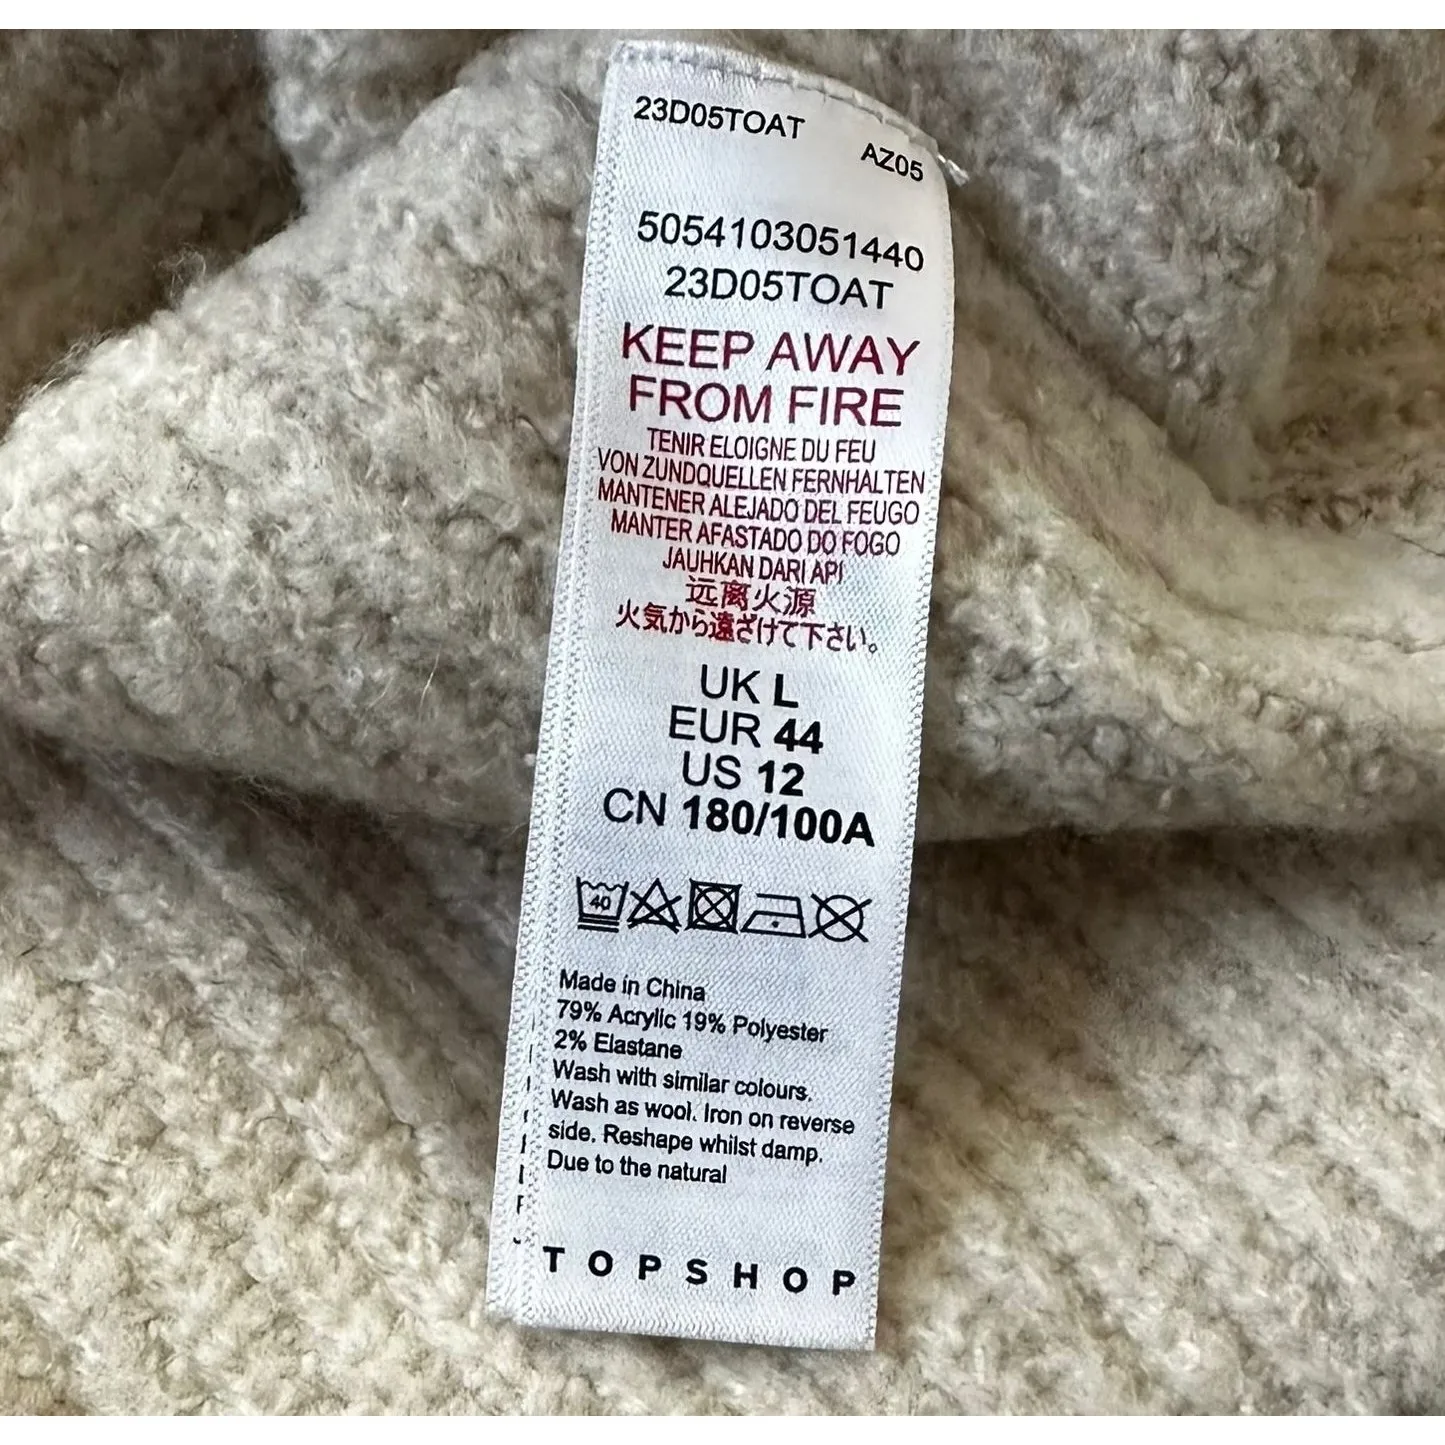 23D05TOAT
AZ05
5054103051440
23D05TOAT
KEEP AWAY
FROM FIRE
TENIR ELOIGNE DU FEU
VON ZUNDQUELLEN FERNHALTEN
MANTENER ALEJADO DEL FEUGO
MANTER AFASTADO DO FOGO
JAUHKAN DARI API
远离火源
火気から遠ざけて下さい。
UK L
EUR 44
US 12
CN 180/100A
40
Made in China
79% Acrylic 19% Polyester
2% Elastane
Wash with similar colours.
Wash as wool. Iron on reverse
side. Reshape whilst damp.
Due to the natural
TOPSHOP